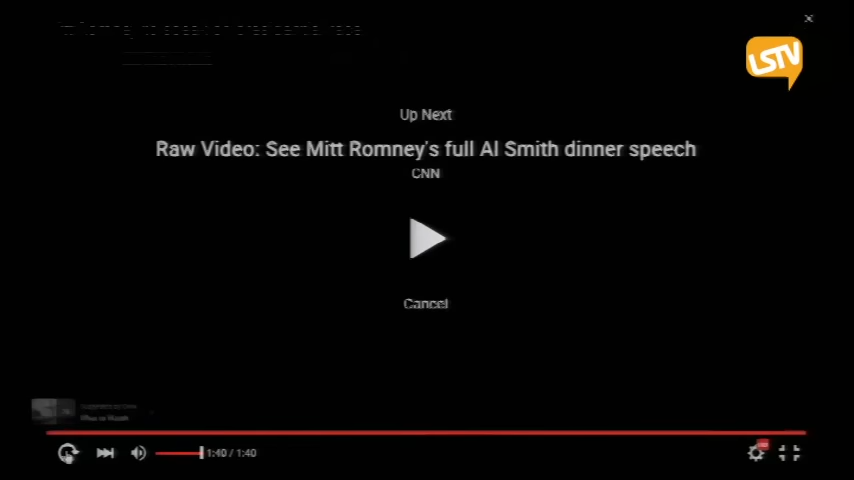 LSTV
Up Next
Raw Video: See Mitt Romney's full Al Smith dinner speech
CNN
Cancel
1:40 / 1:40